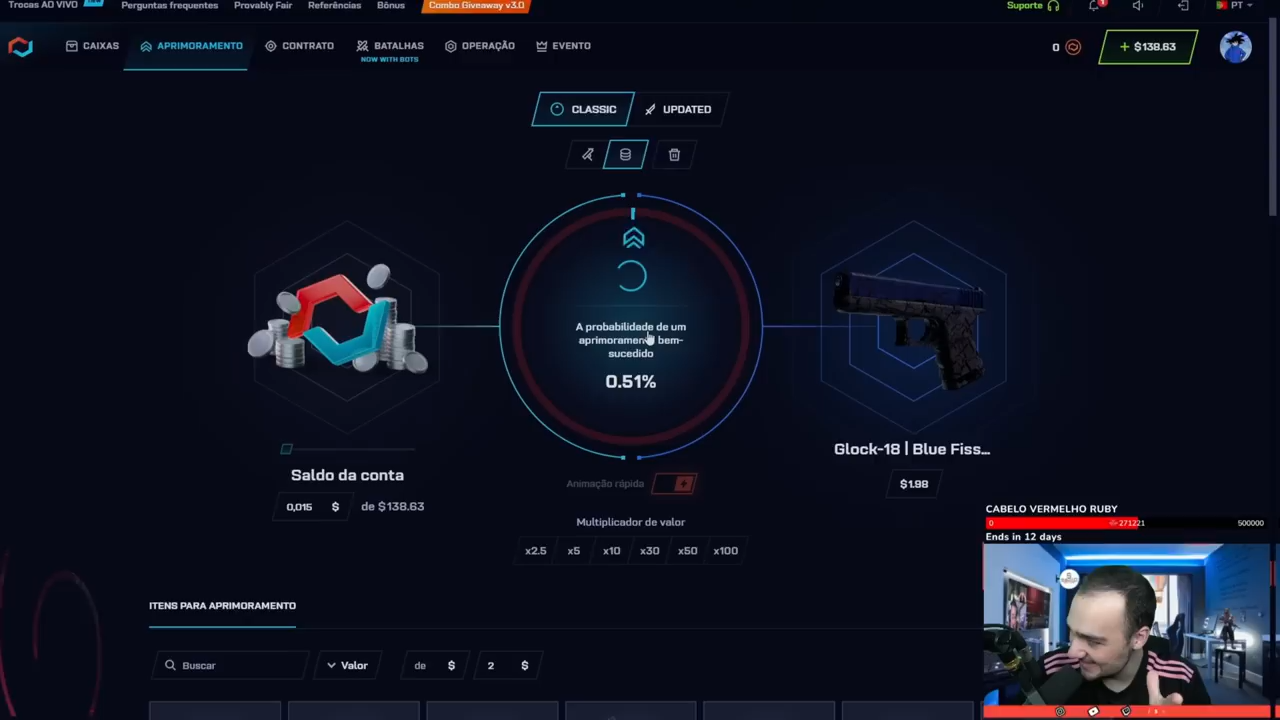 Trocas AO VIVO
Perguntas frequentes
Provably Fair
Referências
Bônus
Combo Giveaway v3.0
Suporte
1
PT
CAIXAS
APRIMORAMENTO
CONTRATO
BATALHAS
NOW WITH BOTS
OPERAÇÃO
EVENTO
0
+ $138.63
CLASSIC
UPDATED
A probabilidade de um
aprimoramento bem-
sucedido
0.51%
Saldo da conta
0,015 $
de $138.63
Glock-18 | Blue Fiss...
$1.98
Animação rápida
Multiplicador de valor
x2.5
x5
x10
x30
x50
x100
ITENS PARA APRIMORAMENTO
Buscar
Valor
de $
2 $
CABELO VERMELHO RUBY
0
271221
500000
Ends in 12 days